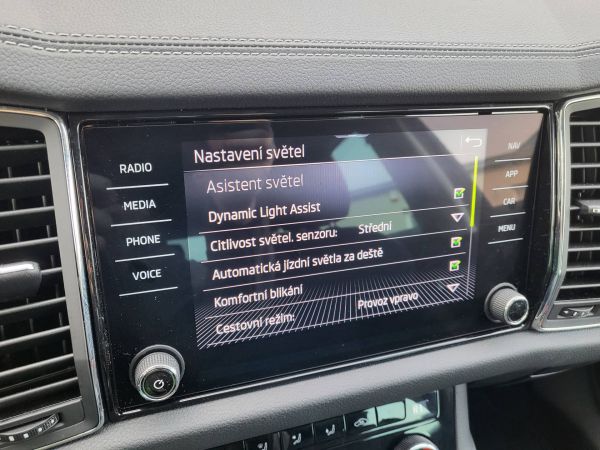 RADIO
MEDIA
PHONE
VOICE
Nastavení světel
Asistent světel
Dynamic Light Assist
Citlivost světel. senzoru: Střední
Automatická jízdní světla za deště
Komfortní blikání
Cestovní režim: Provoz vpravo
NAV
APP
CAR
MENU